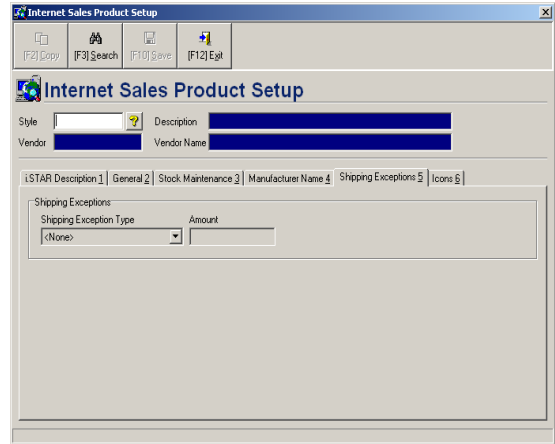 Internet Sales Product Setup X
[F2] Copy [F3] Search [F10] Save [F12] Exit
Internet Sales Product Setup
Style ? Description
Vendor Vendor Name
i.STAR Description 1 General 2 Stock Maintenance 3 Manufacturer Name 4 Shipping Exceptions 5 Icons 6
Shipping Exceptions
Shipping Exception Type Amount
<None>